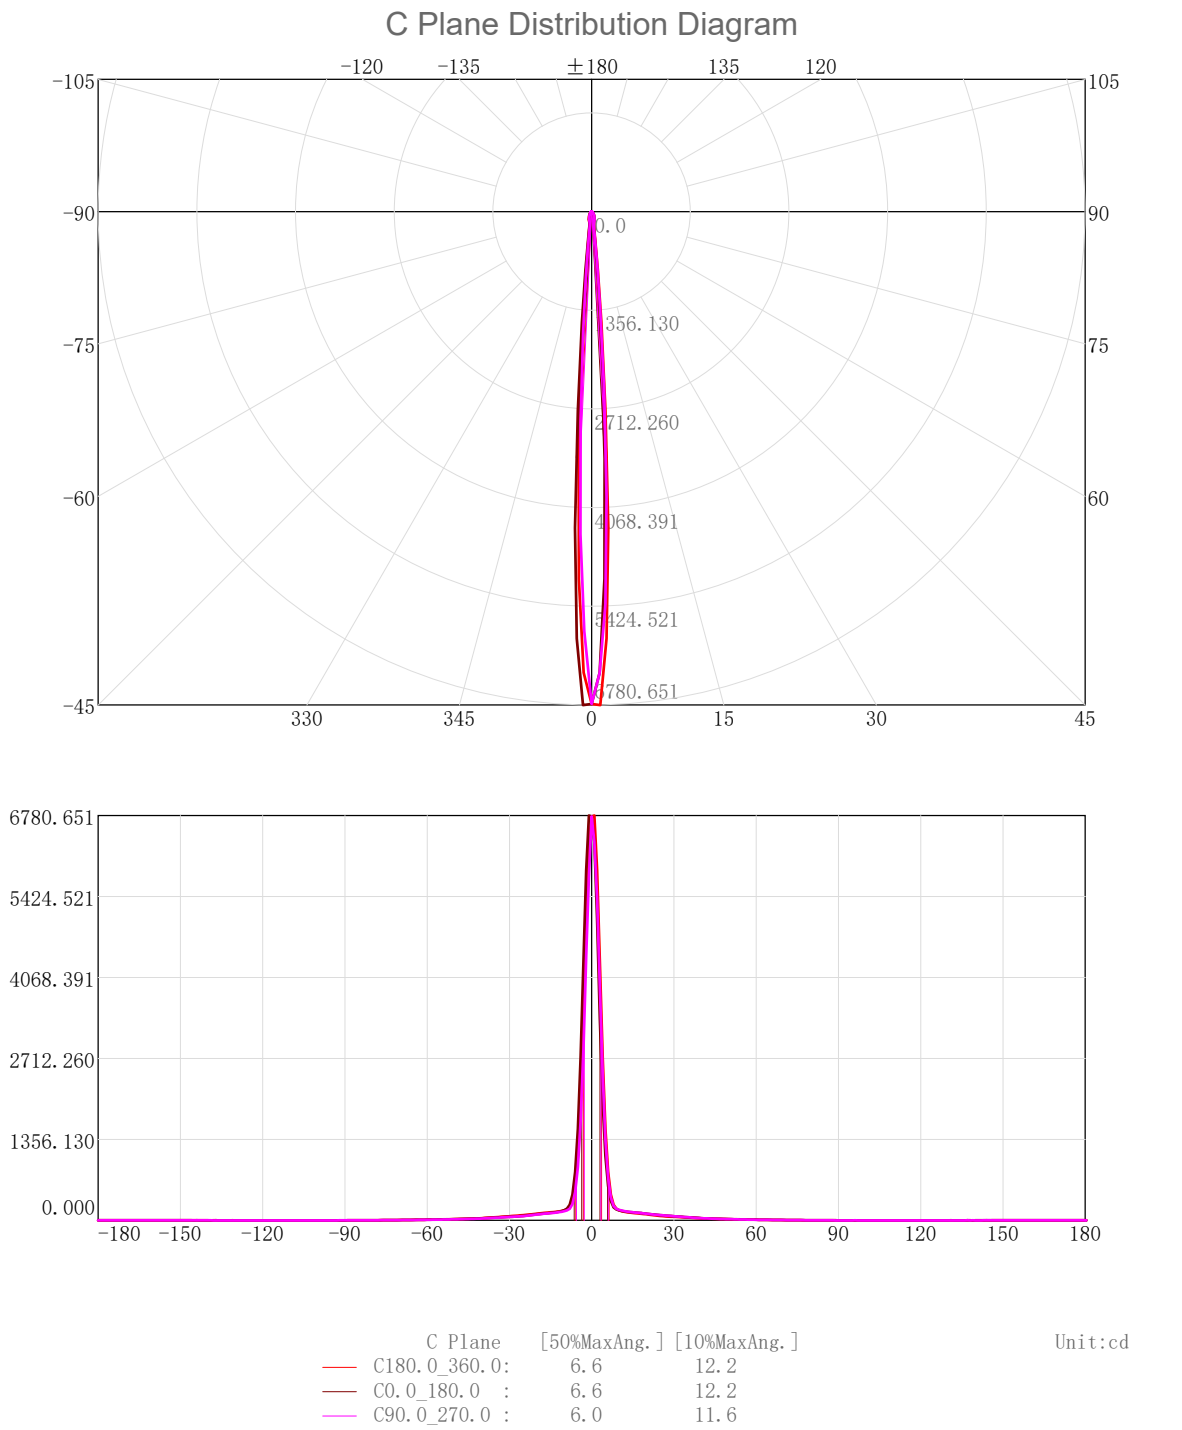 C Plane Distribution Diagram
-120 -135 ±180 135 120
-105 105
-90 90
0.0
1356.130
-75 75
2712.260
-60 60
4068.391
5424.521
6780.651
-45 45
330 345 0 15 30
6780.651
5424.521
4068.391
2712.260
1356.130
0.000
-180 -150 -120 -90 -60 -30 0 30 60 90 120 150 180
C Plane [50%MaxAng.] [10%MaxAng.] Unit:cd
C180.0_360.0: 6.6 12.2
C0.0_180.0 : 6.6 12.2
C90.0_270.0 : 6.0 11.6